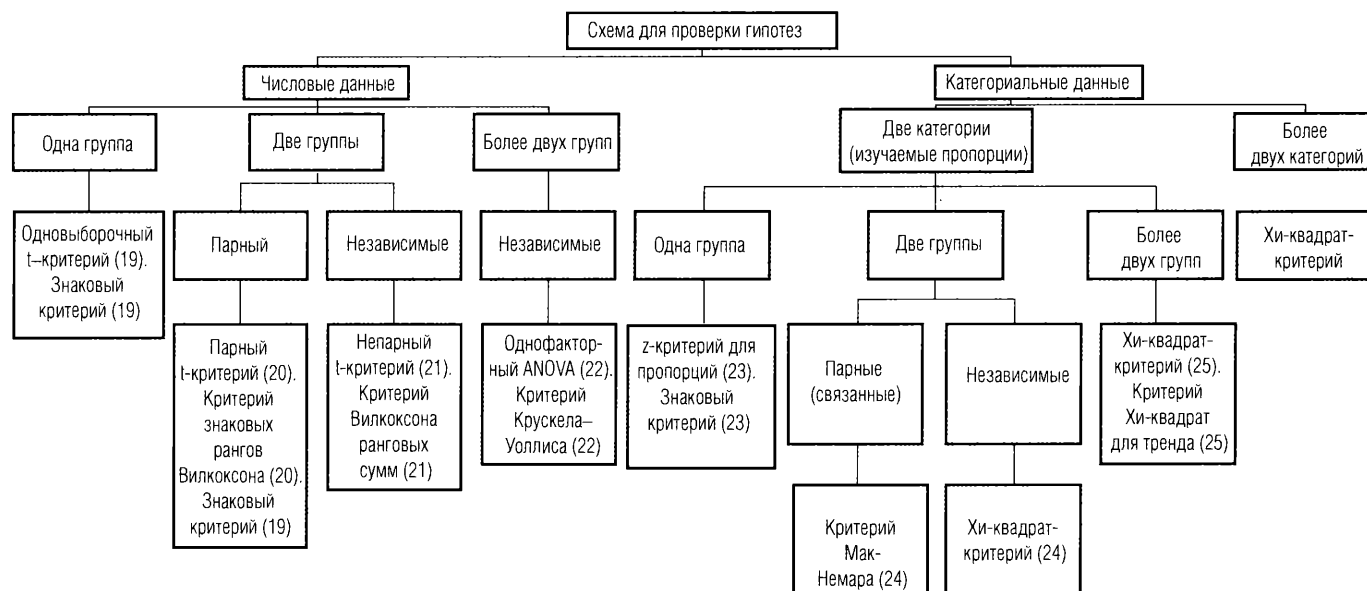 Схема для проверки гипотез
Числовые данные
Категориальные данные
Одна группа
Две группы
Более двух групп
Две категории
(изучаемые пропорции)
Более
двух категорий
Одновыборочный
t–критерий (19).
Знаковый
критерий (19)
Парный
Независимые
Независимые
Одна группа
Две группы
Более
двух групп
Хи-квадрат-
критерий
Парный
t-критерий (20).
Критерий
знаковых
рангов
Вилкоксона (20).
Знаковый
критерий (19)
Непарный
t-критерий (21).
Критерий
Вилкоксона
ранговых
сумм (21)
Однофактор-
ный ANOVA (22).
Критерий
Крускела–
Уоллиса (22)
z-критерий для
пропорций (23).
Знаковый
критерий (23)
Парные
(связанные)
Независимые
Хи-квадрат-
критерий (25).
Критерий
Хи-квадрат
для тренда (25)
Критерий
Мак-
Немара (24)
Хи-квадрат-
критерий (24)